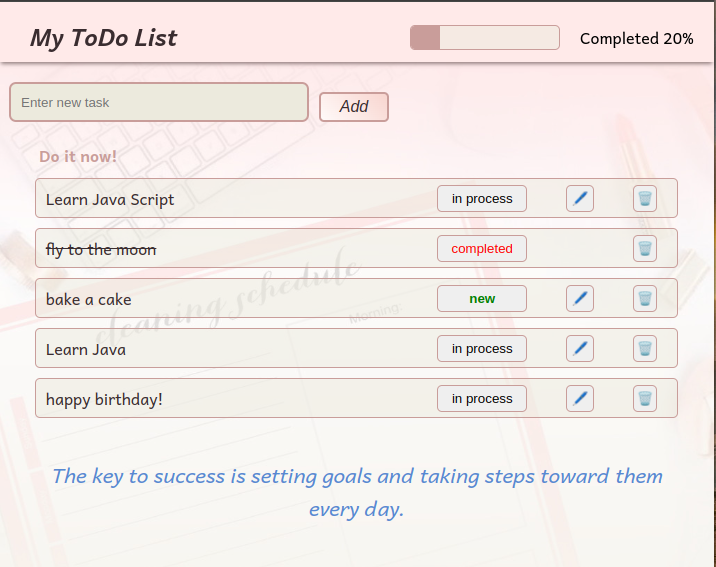 My ToDo List
Completed 20%
Enter new task
Add
Do it now!
Learn Java Script
in process
fly to the moon
completed
bake a cake
new
cleaning schedule
Morning:
Learn Java
in process
happy birthday!
in process
The key to success is setting goals and taking steps toward them
every day.